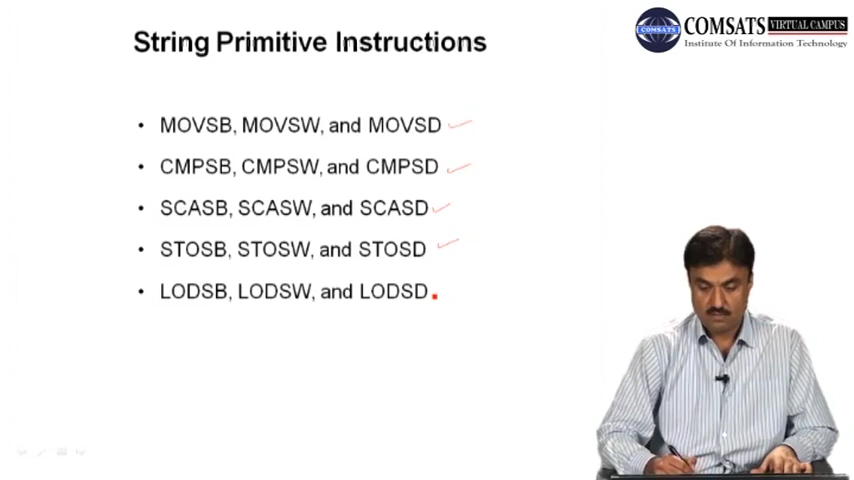 String Primitive Instructions
COMSATS VIRTUAL CAMPUS
Institute Of Information Technology
COMSATS
• MOVSB, MOVSW, and MOVSD
• CMPSB, CMPSW, and CMPSD
• SCASB, SCASW, and SCASD
• STOSB, STOSW, and STOSD
• LODSB, LODSW, and LODSD